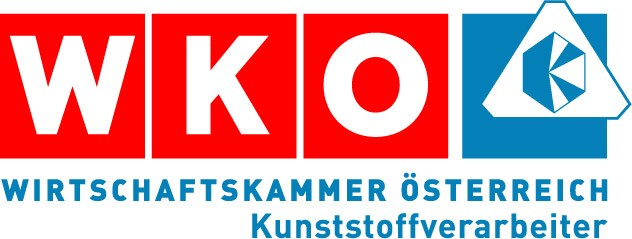 WKO
WIRTSCHAFTSKAMMER ÖSTERREICH
Kunststoffverarbeiter